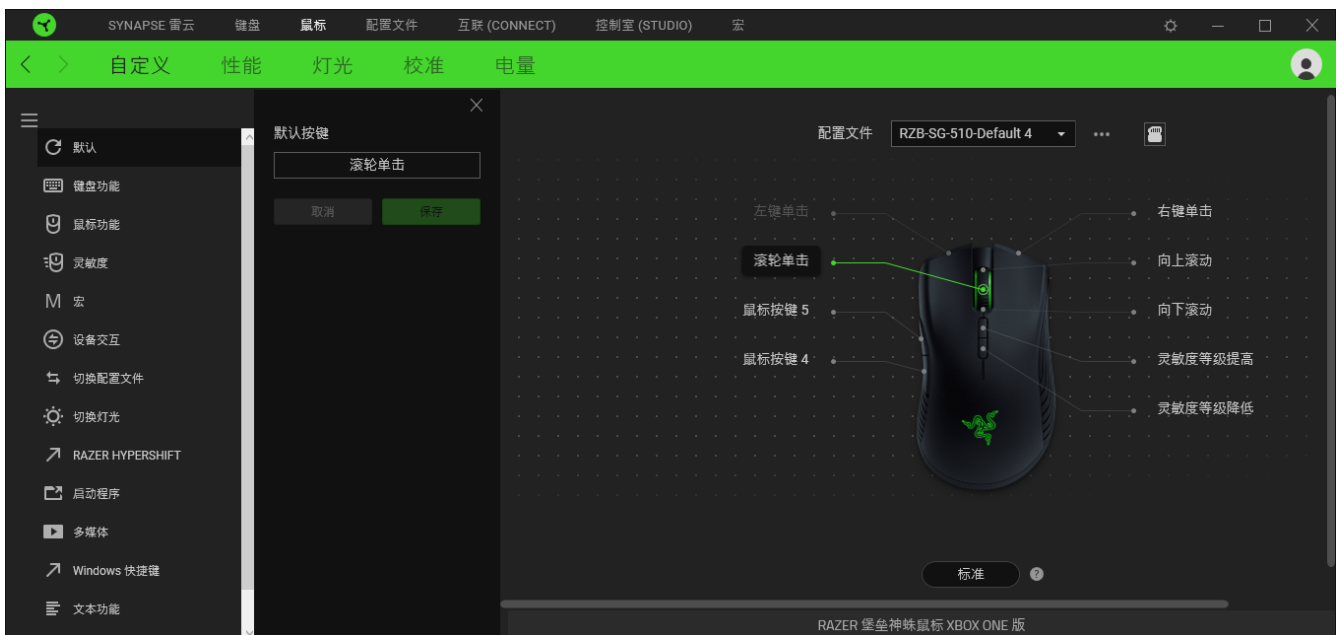 SYNAPSE 雷云 键盘 鼠标 配置文件 互联 (CONNECT) 控制室 (STUDIO) 宏
自定义 性能 灯光 校准 电量
默认
键盘功能
鼠标功能
灵敏度
M 宏
设备交互
切换配置文件
切换灯光
RAZER HYPERSHIFT
启动程序
多媒体
Windows 快捷键
文本功能
默认按键
滚轮单击
取消 保存
配置文件 RZB-SG-510-Default 4
左键单击
滚轮单击
鼠标按键 5
鼠标按键 4
右键单击
向上滚动
向下滚动
灵敏度等级提高
灵敏度等级降低
标准 ?
RAZER 堡垒神蛛鼠标 XBOX ONE 版